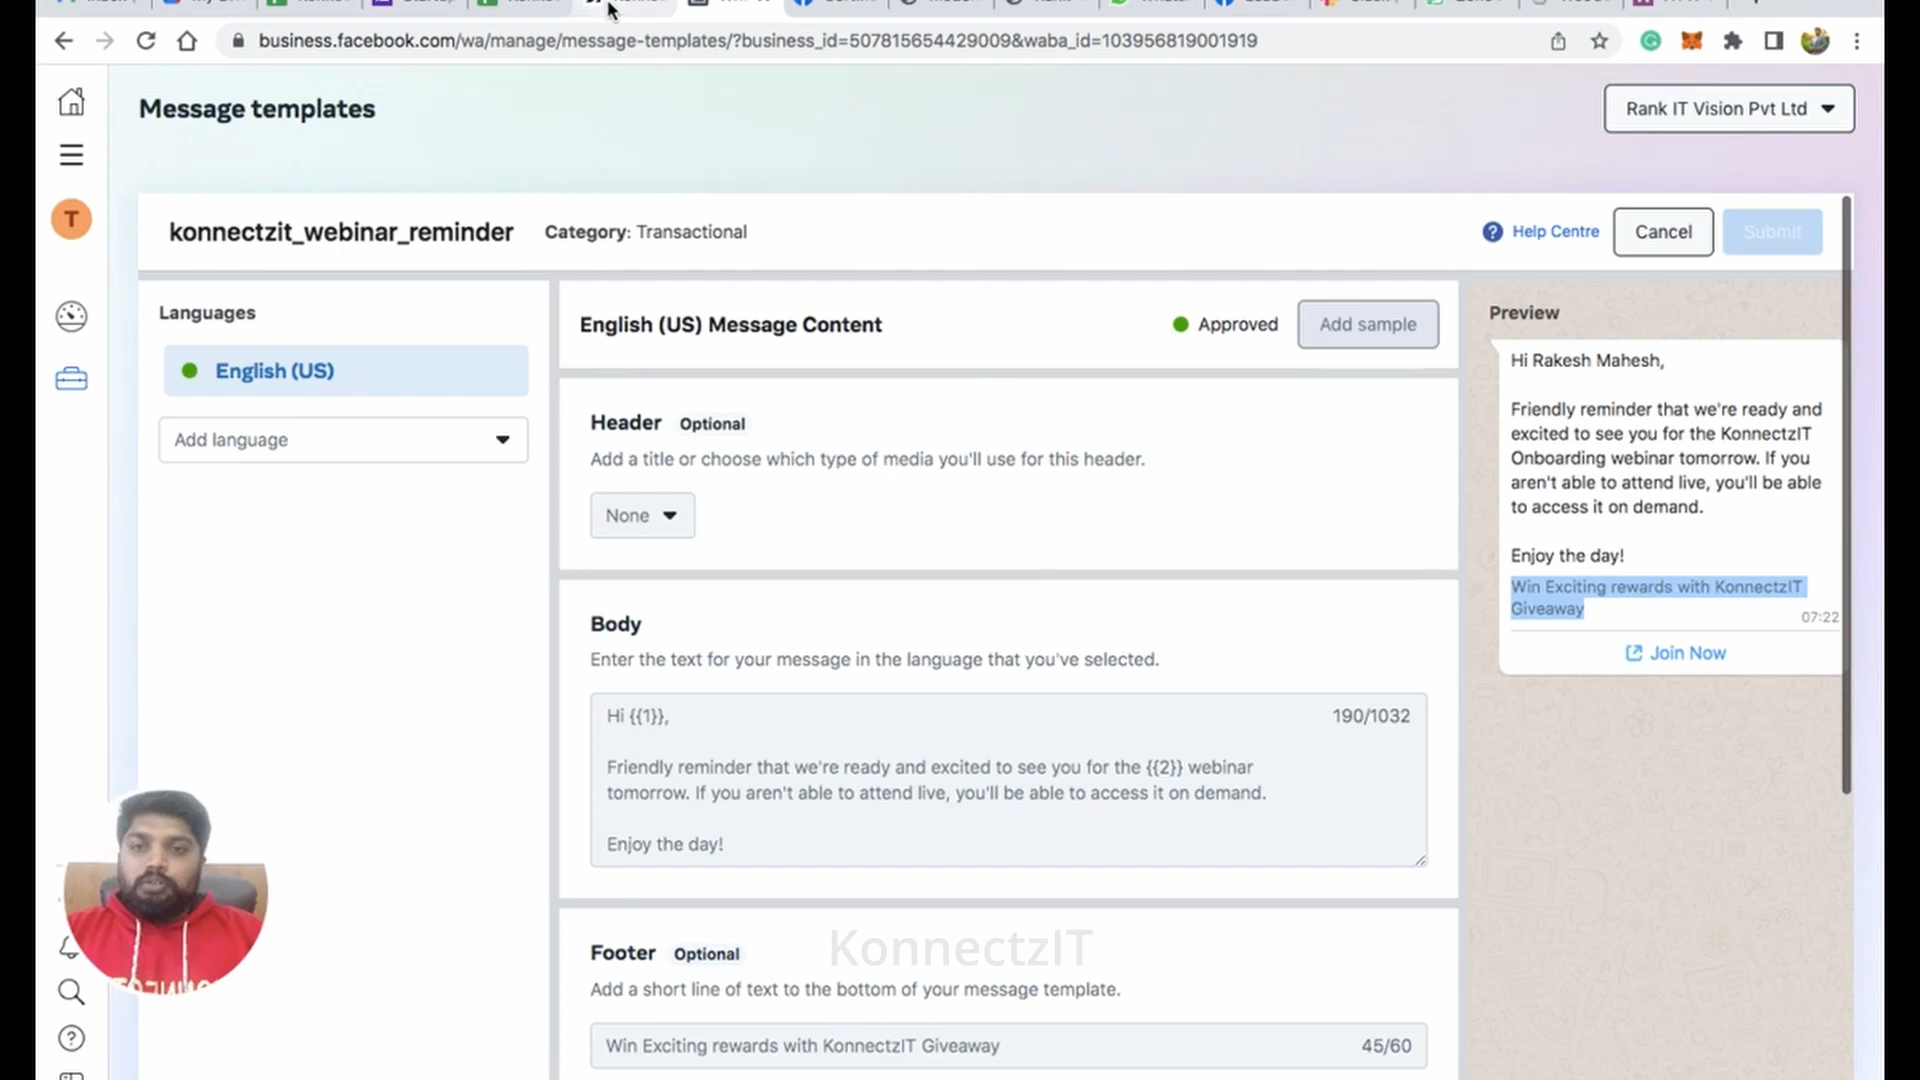 business.facebook.com/wa/manage/message-templates/?business_id=507815654429009&waba_id=103956819001919
Message templates
Rank IT Vision Pvt Ltd
T
konnectzit_webinar_reminder
Category: Transactional
Help Centre
Cancel
Submit
Languages
English (US)
Add language
English (US) Message Content
Approved
Add sample
Header Optional
Add a title or choose which type of media you'll use for this header.
None
Body
Enter the text for your message in the language that you've selected.
Hi {{1}},
190/1032
Friendly reminder that we're ready and excited to see you for the {{2}} webinar
tomorrow. If you aren't able to attend live, you'll be able to access it on demand.
Enjoy the day!
Footer Optional
Add a short line of text to the bottom of your message template.
Win Exciting rewards with KonnectzIT Giveaway
45/60
KonnectzIT
Preview
Hi Rakesh Mahesh,
Friendly reminder that we're ready and
excited to see you for the KonnectzIT
Onboarding webinar tomorrow. If you
aren't able to attend live, you'll be able
to access it on demand.
Enjoy the day!
Win Exciting rewards with KonnectzIT
Giveaway
07:22
Join Now